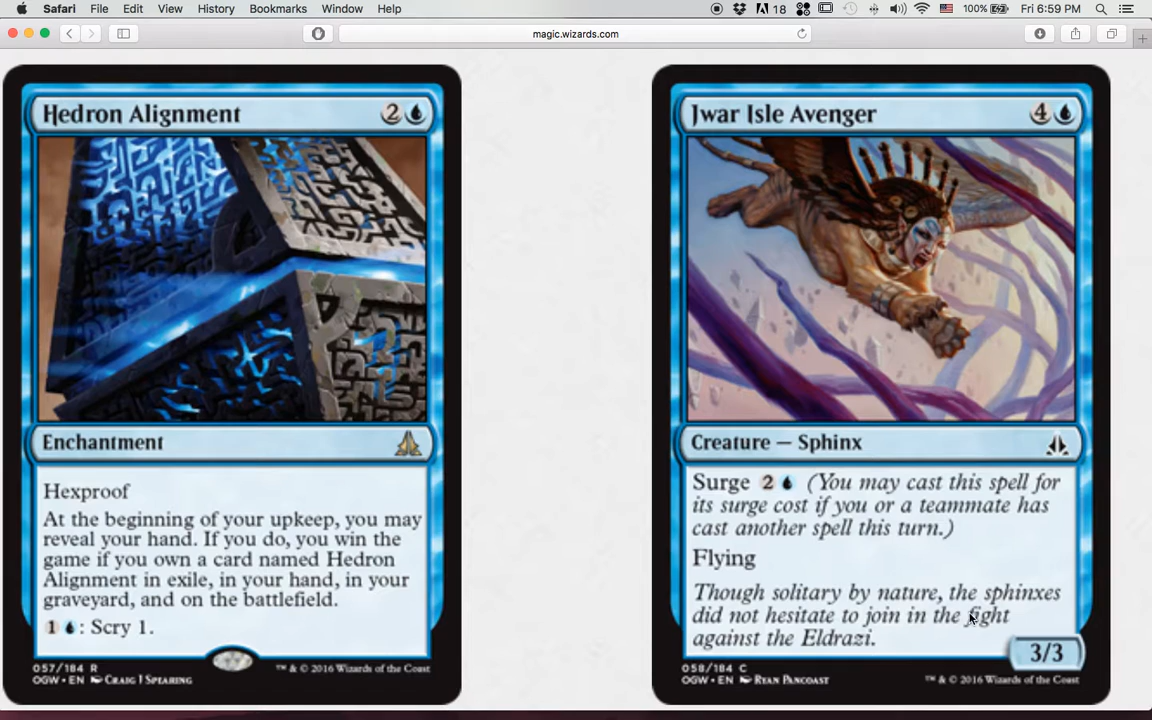 Safari File Edit View History Bookmarks Window Help 18 100% Fri 6:59 PM
magic.wizards.com
Hedron Alignment 2
Enchantment
Hexproof
At the beginning of your upkeep, you may
reveal your hand. If you do, you win the
game if you own a card named Hedron
Alignment in exile, in your hand, in your
graveyard, and on the battlefield.
1 : Scry 1.
057/184 R
OGW • EN CRAIG J SPEARING
™ & © 2016 Wizards of the Coast
Jwar Isle Avenger 4
Creature — Sphinx
Surge 2 (You may cast this spell for
its surge cost if you or a teammate has
cast another spell this turn.)
Flying
Though solitary by nature, the sphinxes
did not hesitate to join in the fight
against the Eldrazi.
3/3
058/184 C
OGW • EN RYAN PANCOAST
™ & © 2016 Wizards of the Coast